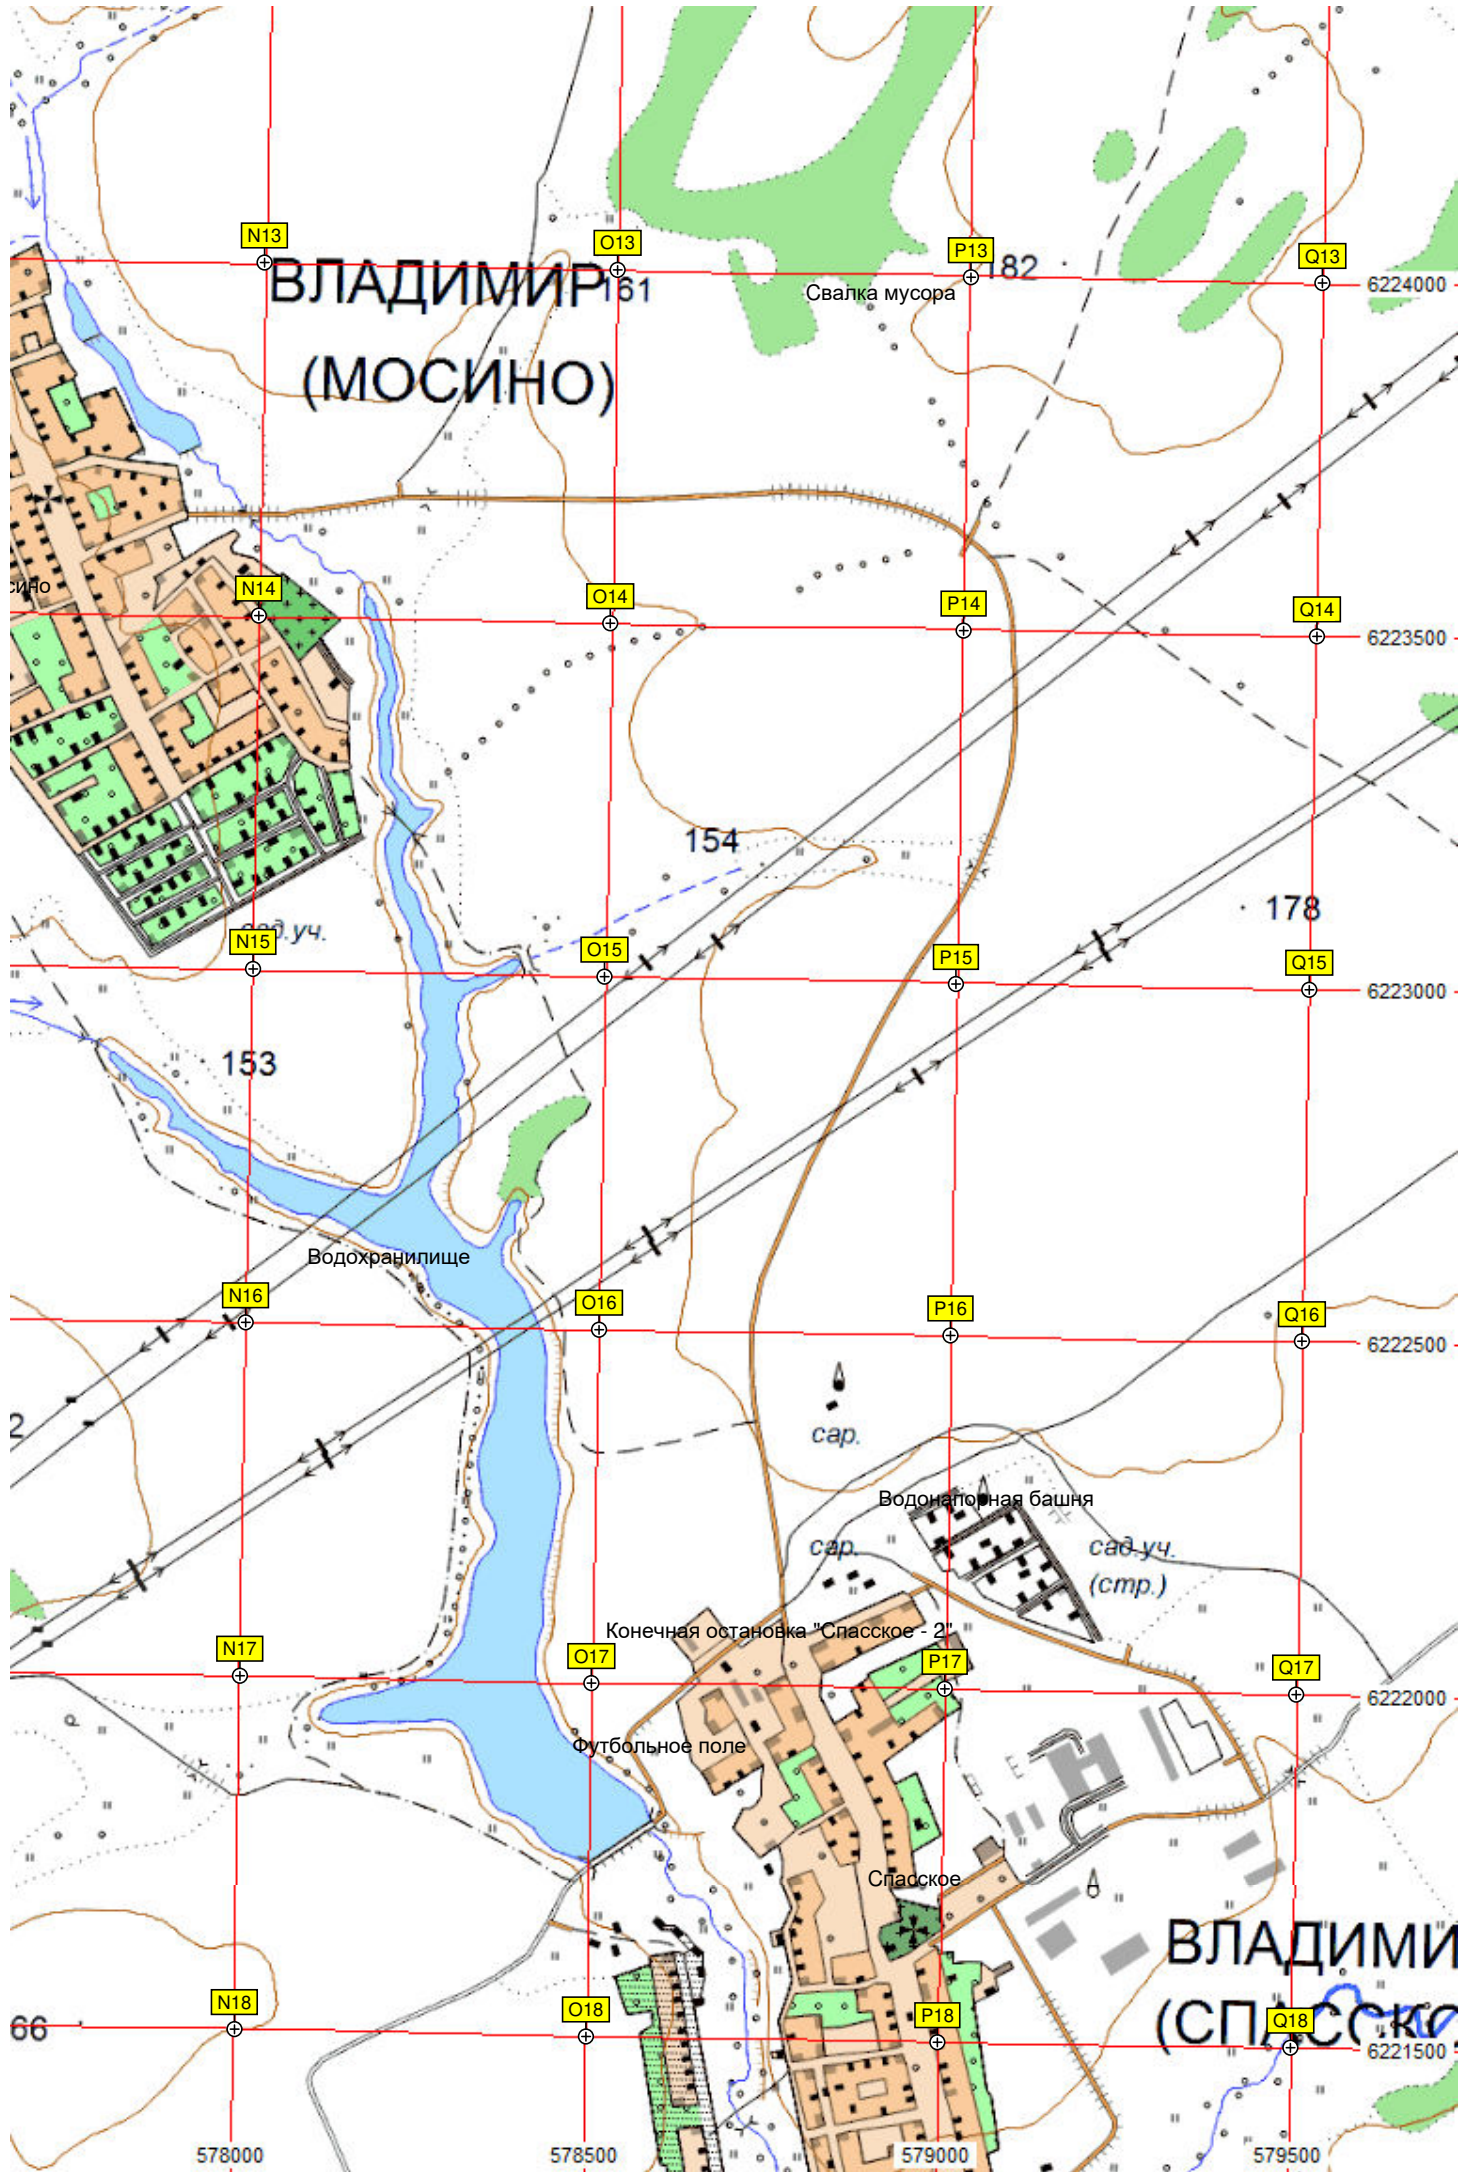 N13
O13
P13
182
Q13
ВЛАДИМИР
161
Свалка мусора
6224000
(МОСИНО)
N14
O14
P14
Q14
6223500
154
178
сад.уч.
N15
O15
P15
Q15
6223000
153
Водохранилище
N16
O16
P16
Q16
6222500
сар.
Водонапорная башня
сар.
сад.уч.
(стр.)
Конечная остановка "Спасское - 2"
N17
O17
P17
Q17
6222000
Футбольное поле
Спасское
ВЛАДИМИ
N18
O18
P18
Q18
66
(СПАССКО
6221500
578000
578500
579000
579500